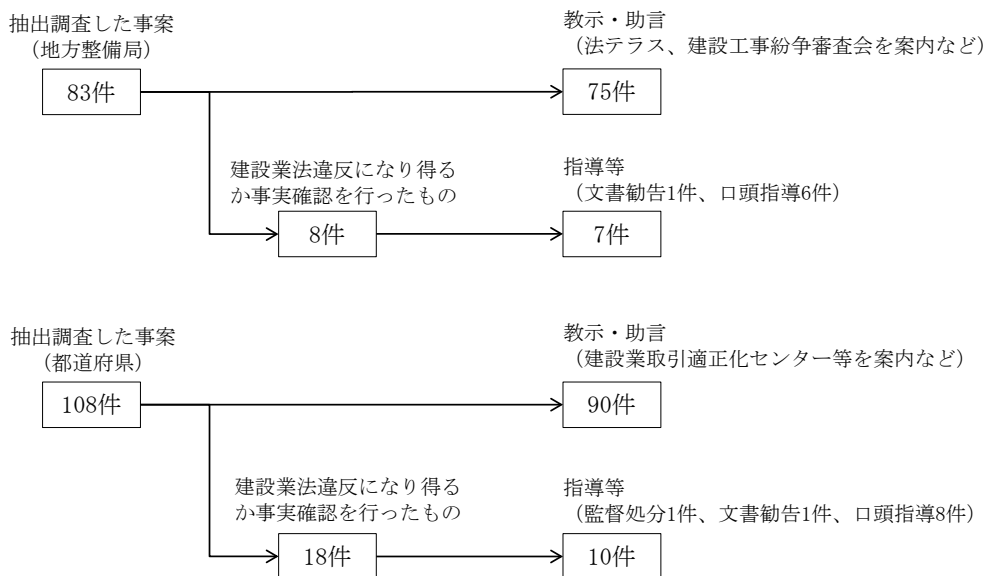 抽出調査した事案
（地方整備局）
83件
教示・助言
（法テラス、建設工事紛争審査会を案内など）
75件
建設業法違反になり得る
か事実確認を行ったもの
8件
指導等
（文書勧告1件、口頭指導6件）
7件
抽出調査した事案
（都道府県）
108件
教示・助言
（建設業取引適正化センター等を案内など）
90件
建設業法違反になり得る
か事実確認を行ったもの
18件
指導等
（監督処分1件、文書勧告1件、口頭指導8件）
10件